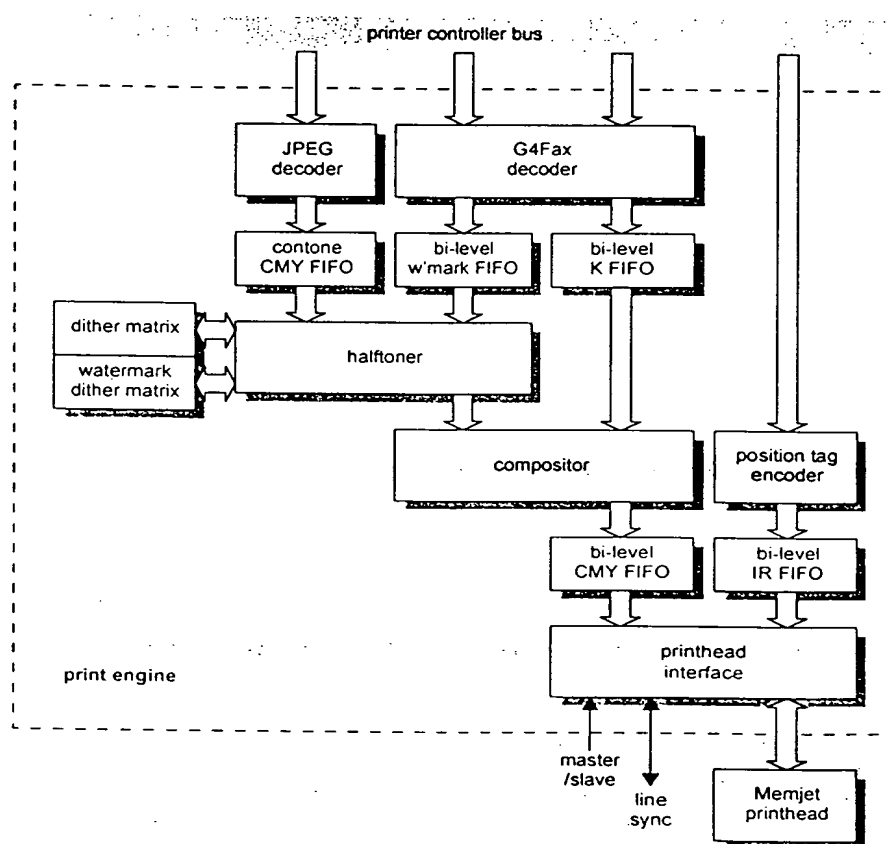 printer controller bus
JPEG
decoder
G4Fax
decoder
contone
CMY FIFO
bi-level
w'mark FIFO
bi-level
K FIFO
dither matrix
watermark
dither matrix
halftoner
compositor
position tag
encoder
bi-level
CMY FIFO
bi-level
IR FIFO
printhead
interface
print engine
master
/slave
line
sync
Memjet
printhead